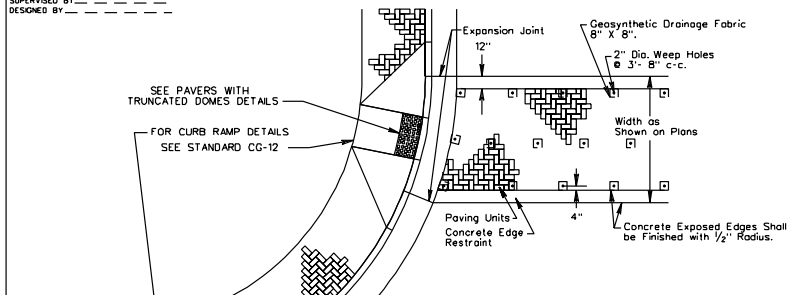 SUPERVISED BY
DESIGNED BY
Expansion Joint
12"
Geosynthetic Drainage Fabric
8" X 8".
2" Dia. Weep Holes
@ 3'- 8" c-c.
SEE PAVERS WITH
TRUNCATED DOMES DETAILS
FOR CURB RAMP DETAILS
SEE STANDARD CG-12
Width as
Shown on Plans
Paving Units
Concrete Edge
Restraint
4"
Concrete Exposed Edges Shall
be Finished with 1/2" Radius.